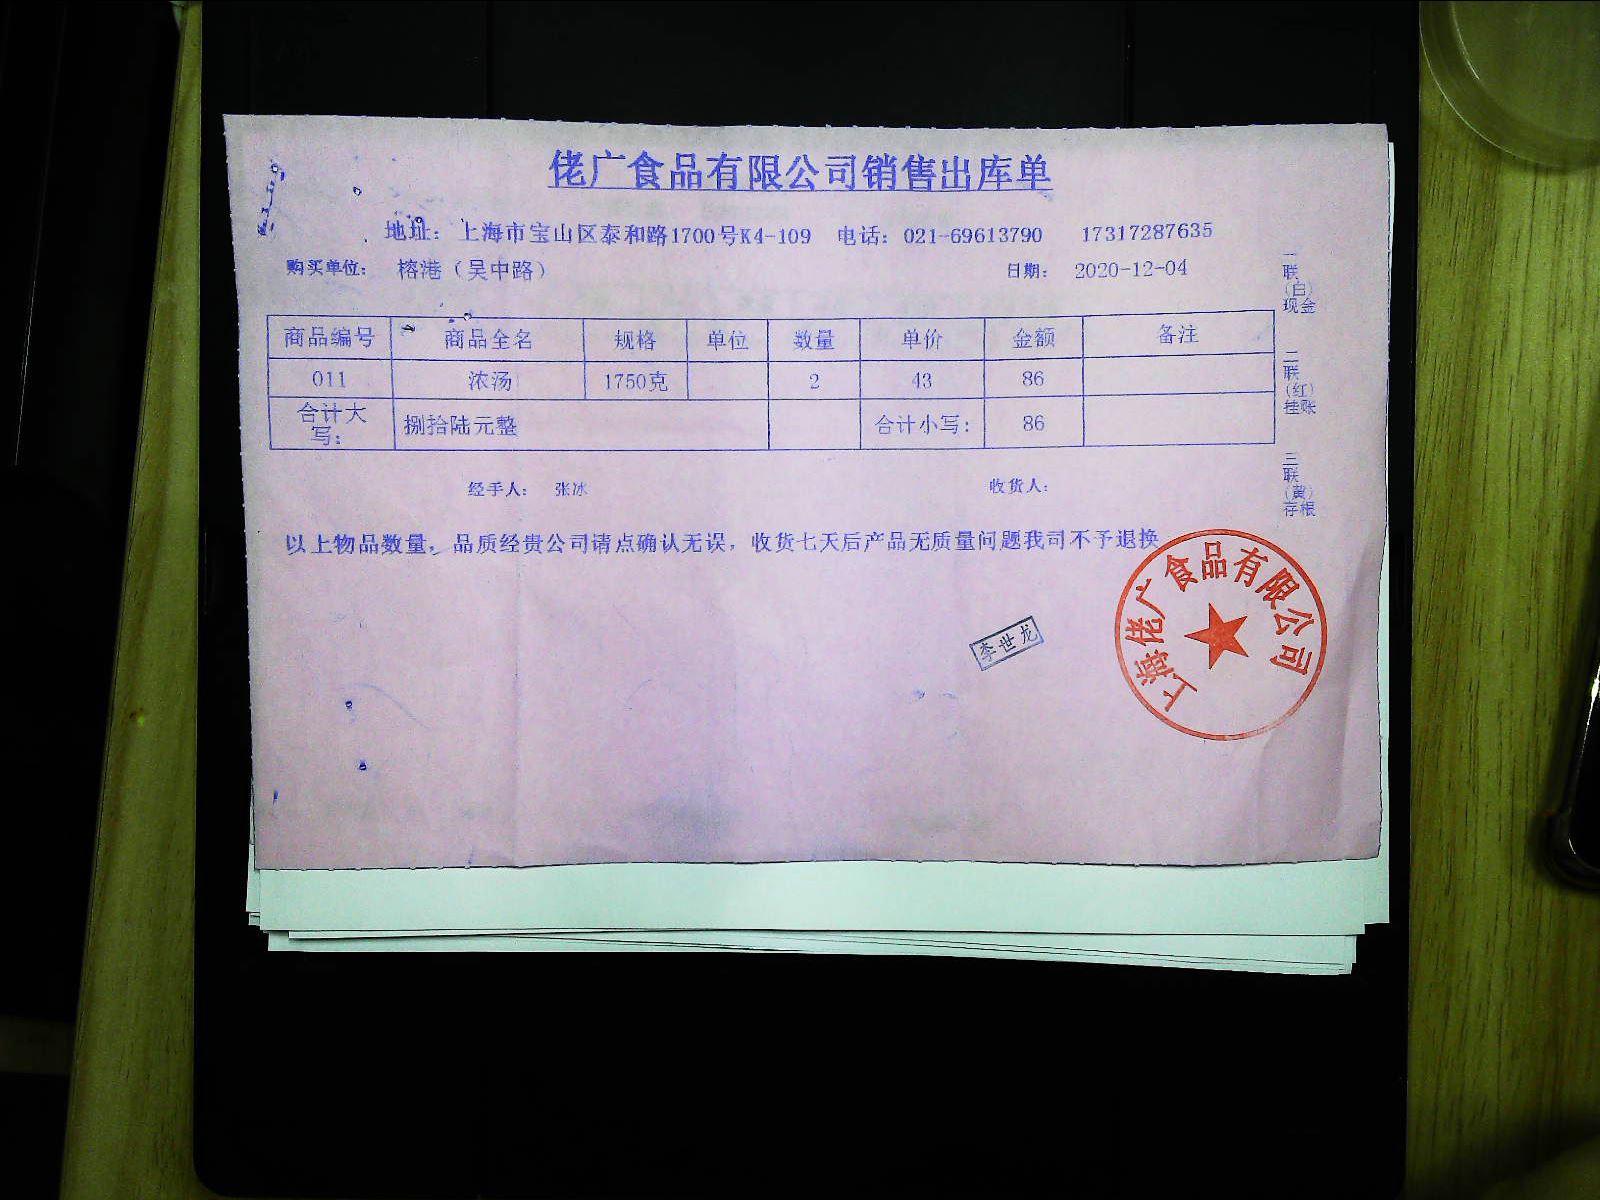 佬广食品有限公司销售出库单
地址：上海市宝山区泰和路1700号K4-109 电话：021-69613790 17317287635
购买单位： 榕港（吴中路） 日期： 2020-12-04
商品编号 商品全名 规格 单位 数量 单价 金额 备注
011 浓汤 1750克 2 43 86
合计大写： 捌拾陆元整 合计小写： 86
经手人： 张冰 收货人：
以上物品数量，品质经贵公司请点确认无误，收货七天后产品无质量问题我司不予退换
一联（白）现金
二联（红）挂账
三联（黄）存根
李世龙
上海佬广食品有限公司